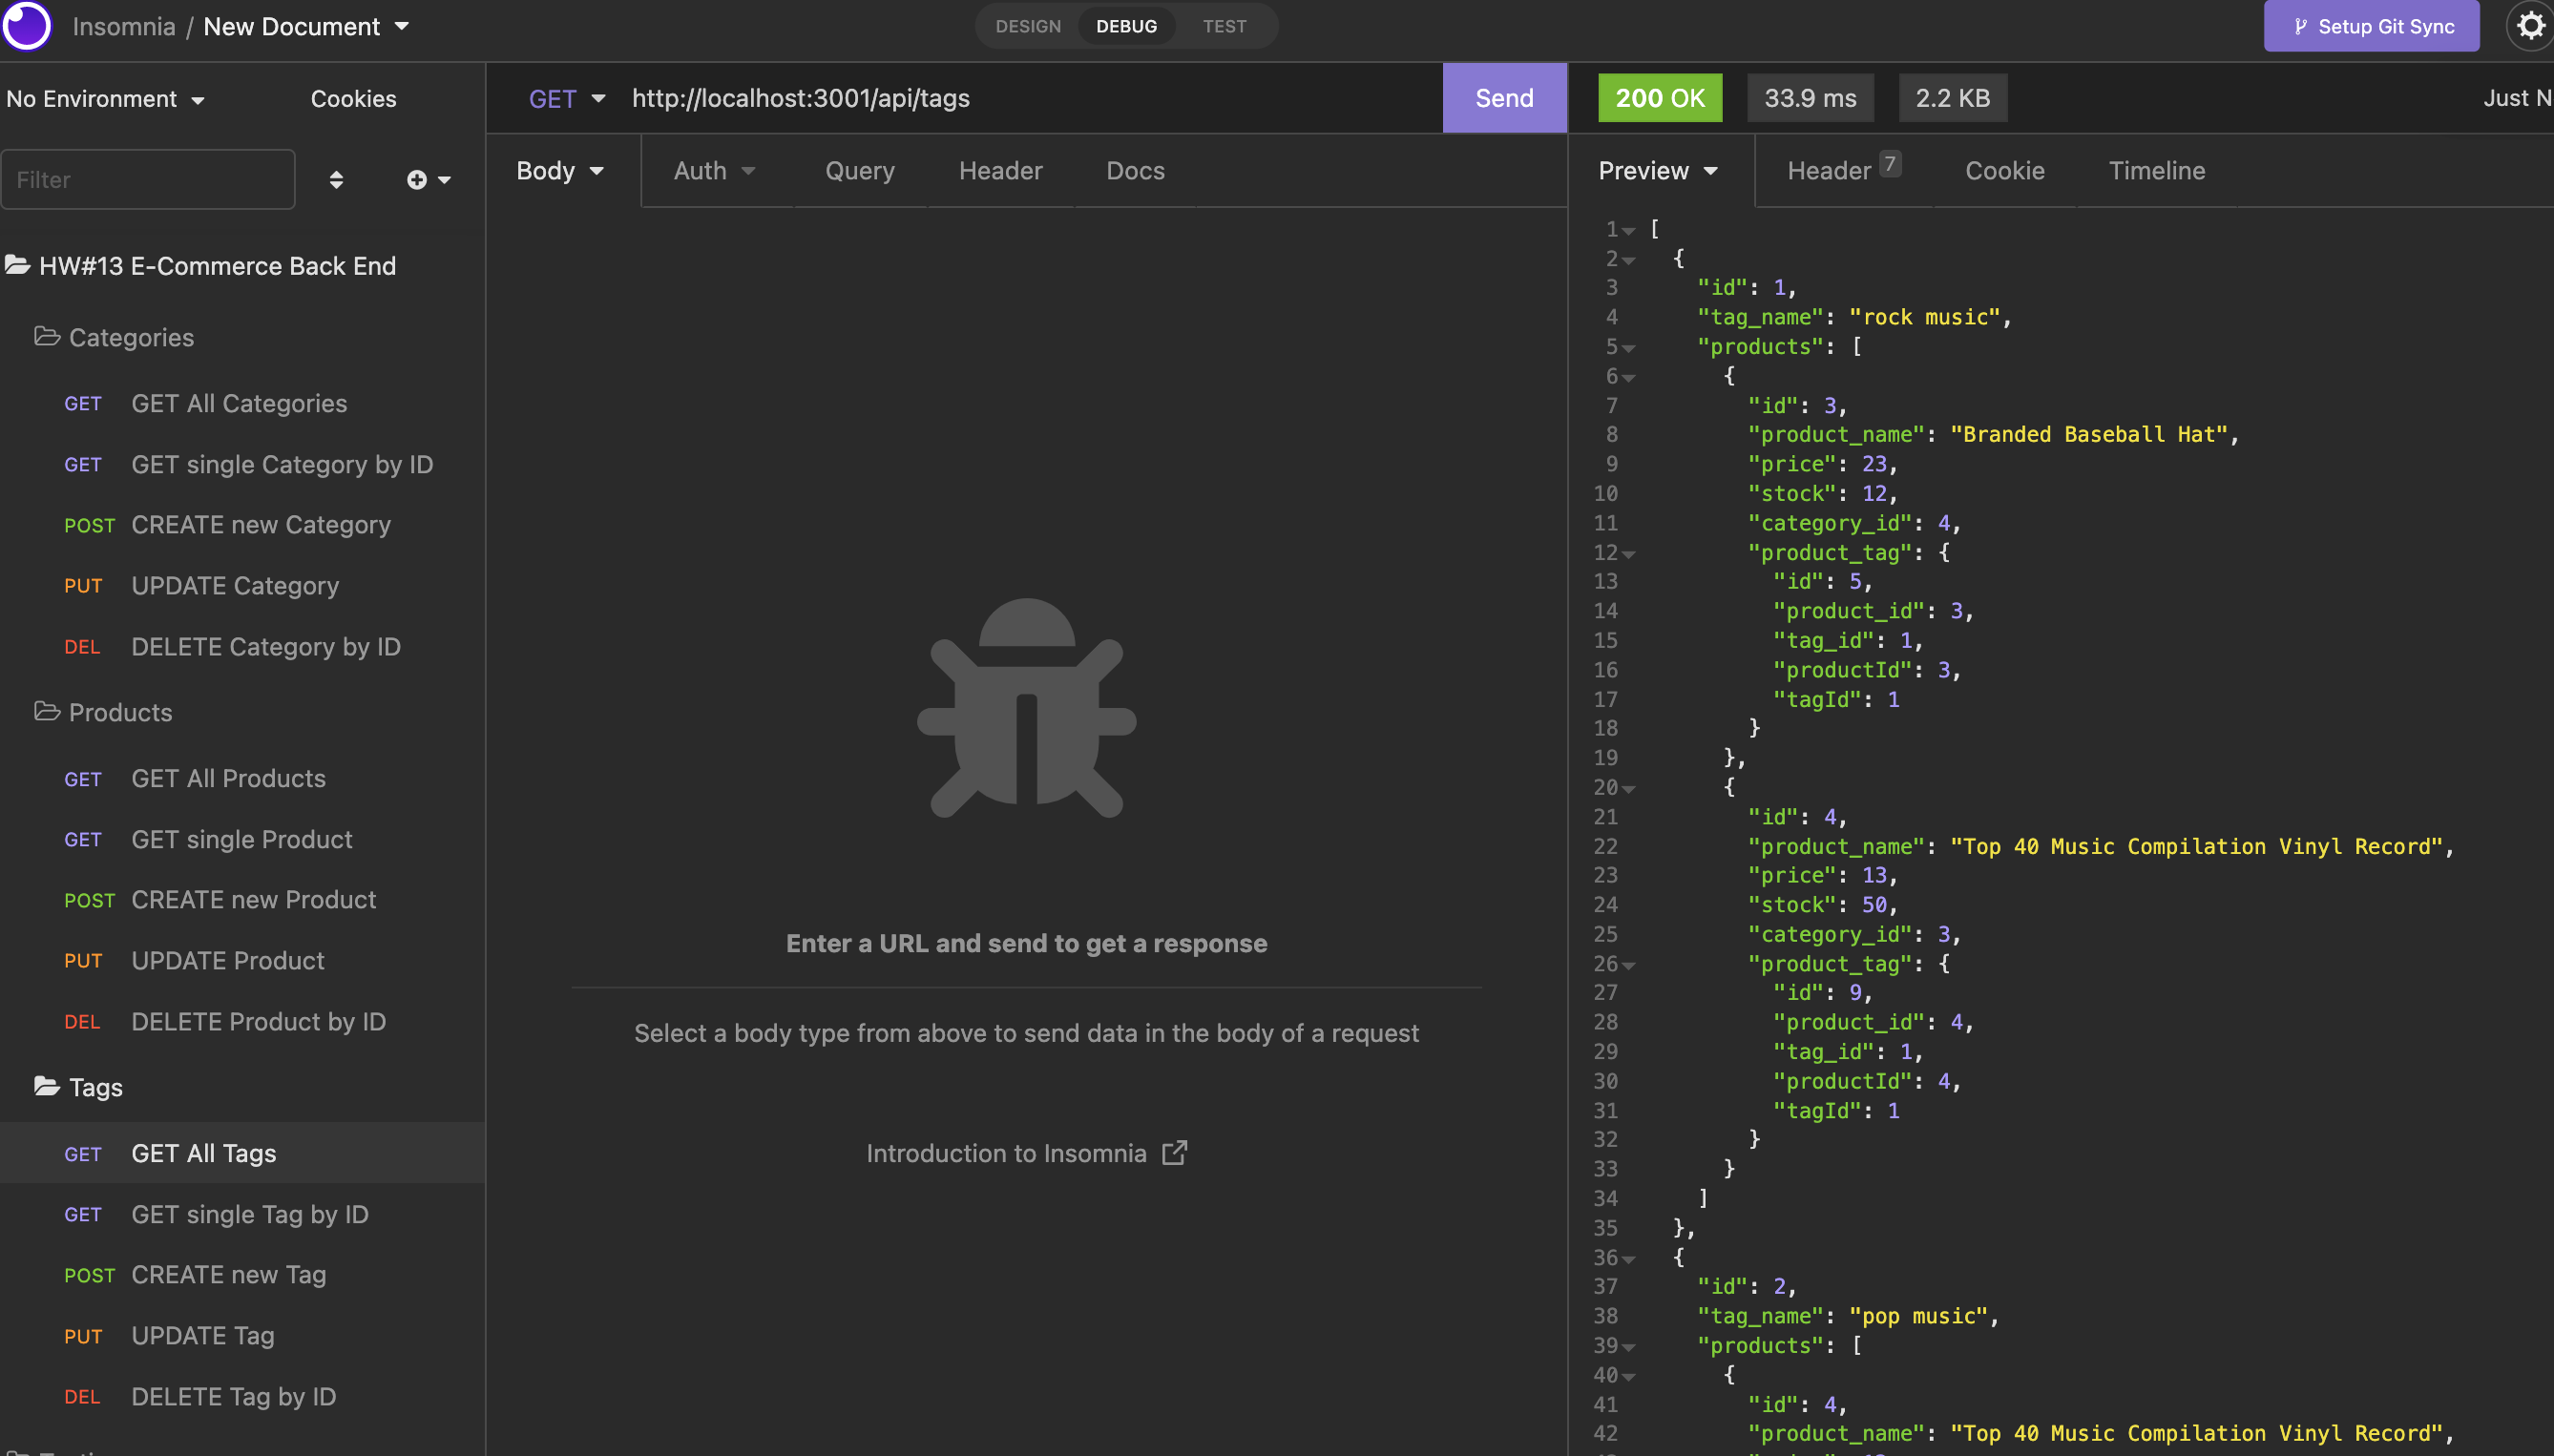 Insomnia / New Document
DESIGN DEBUG TEST
Setup Git Sync
No Environment
Cookies
Filter
HW#13 E-Commerce Back End
Categories
GET GET All Categories
GET GET single Category by ID
POST CREATE new Category
PUT UPDATE Category
DEL DELETE Category by ID
Products
GET GET All Products
GET GET single Product
POST CREATE new Product
PUT UPDATE Product
DEL DELETE Product by ID
Tags
GET GET All Tags
GET GET single Tag by ID
POST CREATE new Tag
PUT UPDATE Tag
DEL DELETE Tag by ID
GET http://localhost:3001/api/tags
Send
Body Auth Query Header Docs
Enter a URL and send to get a response
Select a body type from above to send data in the body of a request
Introduction to Insomnia
200 OK 33.9 ms 2.2 KB Just N
Preview Header 7 Cookie Timeline
1 [
2 {
3 "id": 1,
4 "tag_name": "rock music",
5 "products": [
6 {
7 "id": 3,
8 "product_name": "Branded Baseball Hat",
9 "price": 23,
10 "stock": 12,
11 "category_id": 4,
12 "product_tag": {
13 "id": 5,
14 "product_id": 3,
15 "tag_id": 1,
16 "productId": 3,
17 "tagId": 1
18 }
19 },
20 {
21 "id": 4,
22 "product_name": "Top 40 Music Compilation Vinyl Record",
23 "price": 13,
24 "stock": 50,
25 "category_id": 3,
26 "product_tag": {
27 "id": 9,
28 "product_id": 4,
29 "tag_id": 1,
30 "productId": 4,
31 "tagId": 1
32 }
33 }
34 ]
35 },
36 {
37 "id": 2,
38 "tag_name": "pop music",
39 "products": [
40 {
41 "id": 4,
42 "product_name": "Top 40 Music Compilation Vinyl Record",